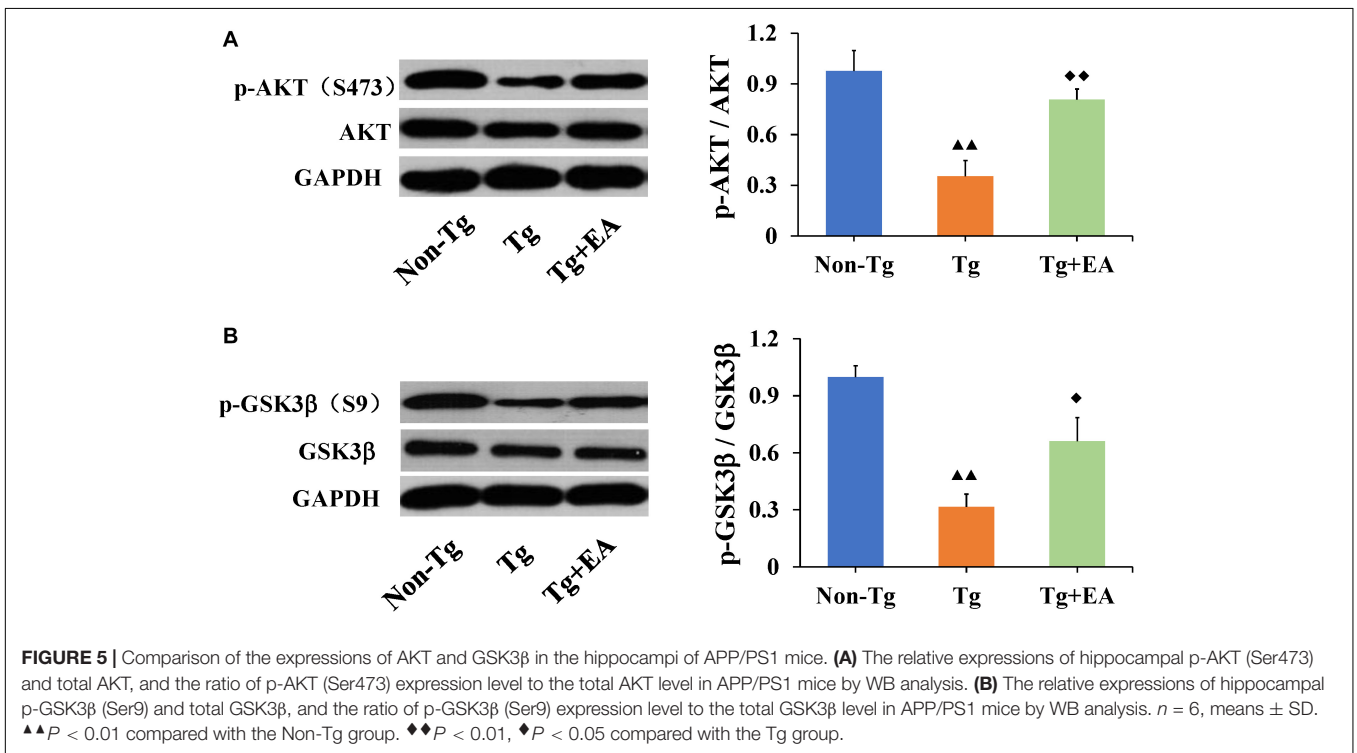 A
p-AKT（S473）
AKT
GAPDH
Non-Tg
Tg
Tg+EA
p-AKT / AKT
1.2
0.9
0.6
0.3
0
▲▲
◆◆
Non-Tg
Tg
Tg+EA
B
p-GSK3β（S9）
GSK3β
GAPDH
Non-Tg
Tg
Tg+EA
p-GSK3β / GSK3β
1.2
0.9
0.6
0.3
0
▲▲
◆
Non-Tg
Tg
Tg+EA
FIGURE 5 | Comparison of the expressions of AKT and GSK3β in the hippocampi of APP/PS1 mice. (A) The relative expressions of hippocampal p-AKT (Ser473)
and total AKT, and the ratio of p-AKT (Ser473) expression level to the total AKT level in APP/PS1 mice by WB analysis. (B) The relative expressions of hippocampal
p-GSK3β (Ser9) and total GSK3β, and the ratio of p-GSK3β (Ser9) expression level to the total GSK3β level in APP/PS1 mice by WB analysis. n = 6, means ± SD.
▲▲P < 0.01 compared with the Non-Tg group. ◆◆P < 0.01, ◆P < 0.05 compared with the Tg group.